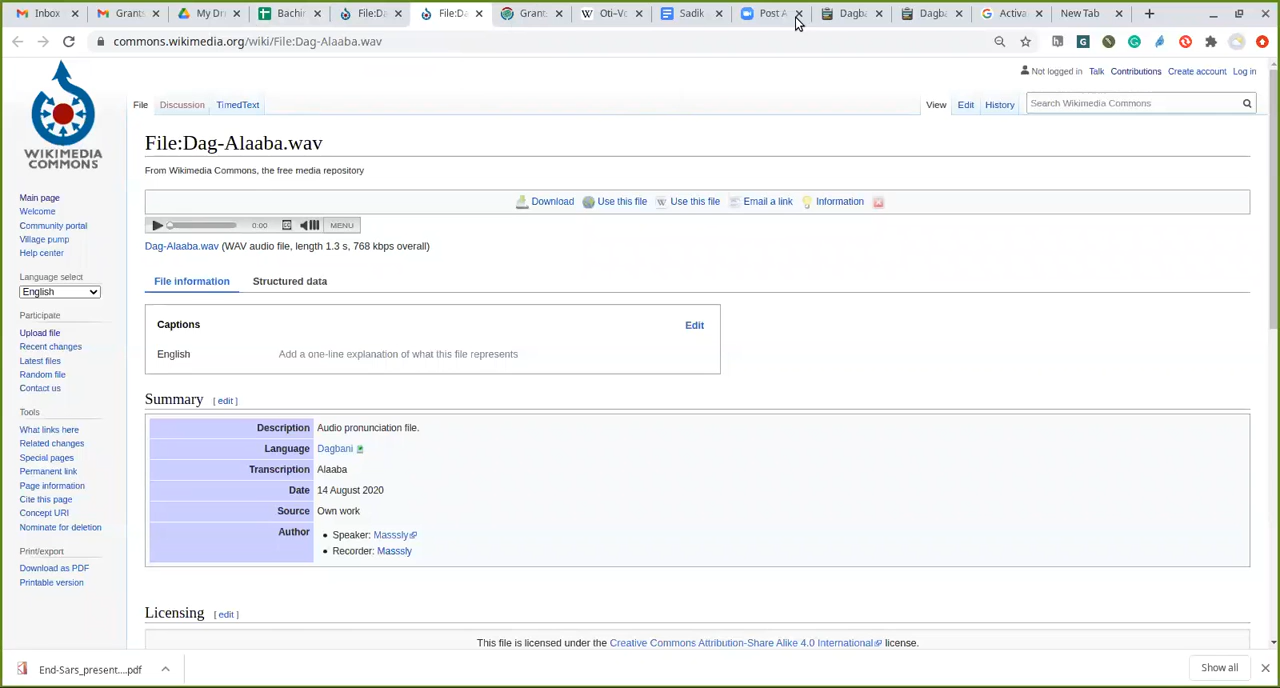 Inbox
Grants
My Dr
Bachir
File:Da
File:Da
Grant:
Oti-Vo
Sadik
Post A
Dagba
Dagba
Activa
New Tab
commons.wikimedia.org/wiki/File:Dag-Alaaba.wav
Not logged in Talk Contributions Create account Log in
File Discussion TimedText View Edit History Search Wikimedia Commons
WIKIMEDIA
COMMONS
File:Dag-Alaaba.wav
From Wikimedia Commons, the free media repository
Download Use this file Use this file Email a link Information
0:00 MENU
Dag-Alaaba.wav (WAV audio file, length 1.3 s, 768 kbps overall)
Main page
Welcome
Community portal
Village pump
Help center
Language select
English
Participate
Upload file
Recent changes
Latest files
Random file
Contact us
Tools
What links here
Related changes
Special pages
Permanent link
Page information
Cite this page
Concept URI
Nominate for deletion
Print/export
Download as PDF
Printable version
File information Structured data
Captions Edit
English Add a one-line explanation of what this file represents
Summary [ edit ]
Description Audio pronunciation file.
Language Dagbani
Transcription Alaaba
Date 14 August 2020
Source Own work
Author • Speaker: Masssly
• Recorder: Masssly
Licensing [ edit ]
This file is licensed under the Creative Commons Attribution-Share Alike 4.0 International license.
End-Sars_present....pdf
Show all